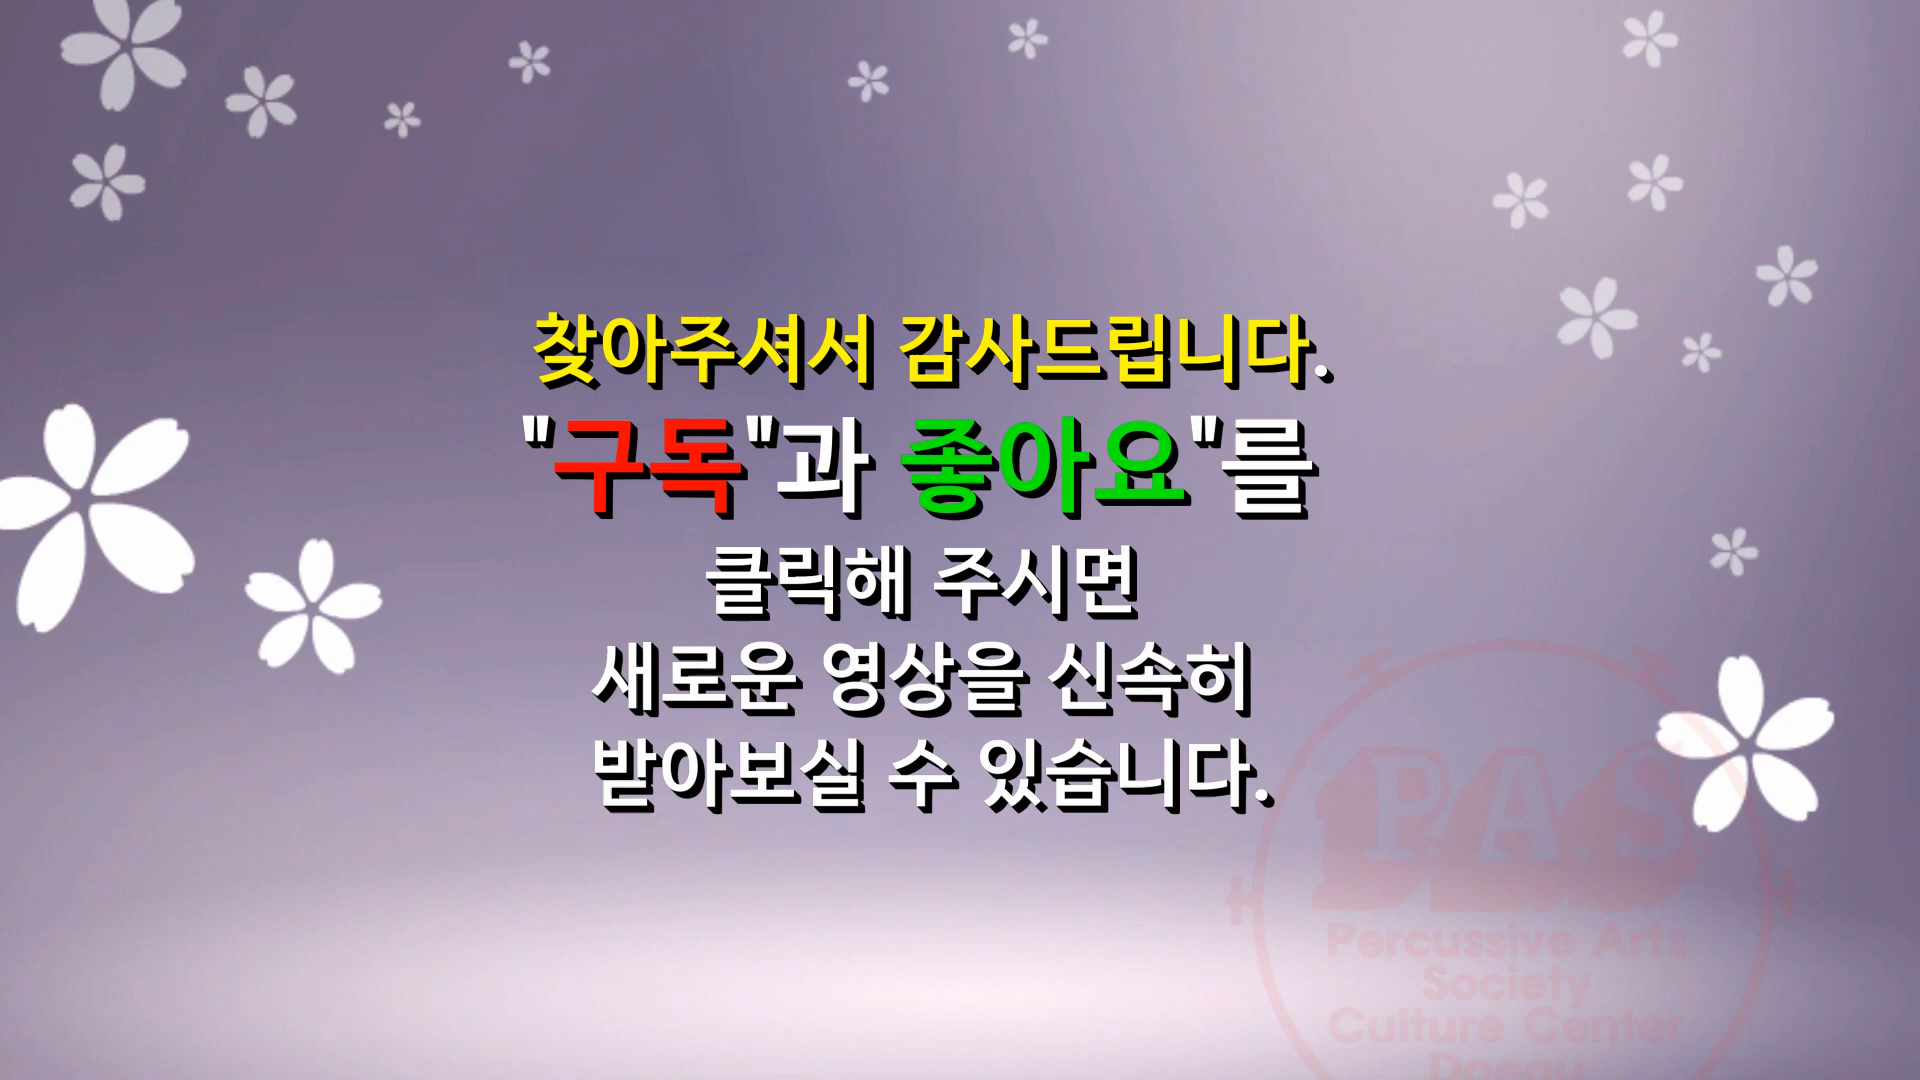 찾아주셔서 감사드립니다.
"구독"과 좋아요"를
클릭해 주시면
새로운 영상을 신속히
받아보실 수 있습니다.
P.A.S.
Percussive Arts
Society
Culture Center
Daegu